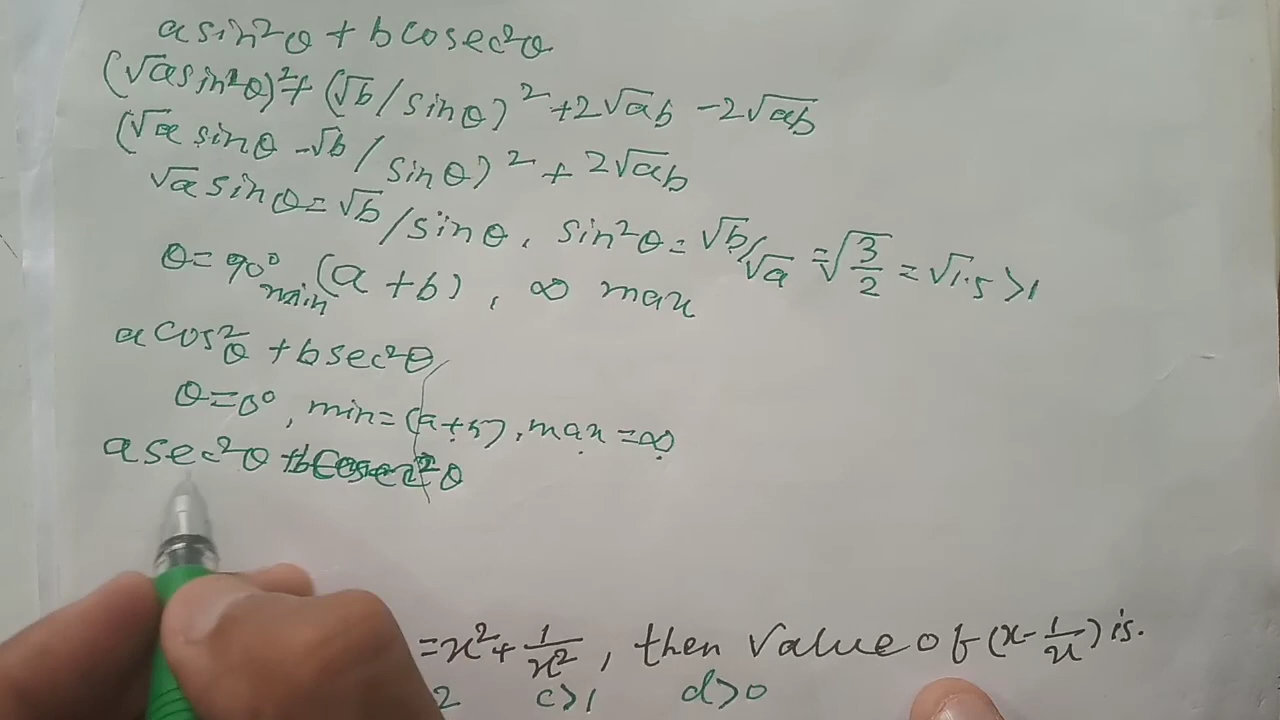 a sin²θ + b cosec²θ
(√a sin²θ)² + (√b / sinθ)² + 2√ab - 2√ab
(√a sinθ - √b / sinθ)² + 2√ab
√a sinθ = √b / sinθ, sin²θ = √b/√a = √3/2 = √1.5 > 1
θ = 90° min (a + b), ∞ max
a cos²θ + b sec²θ
θ = 0°, min = (a + b), max = ∞
a sec²θ + b cosec²θ
= x² + 1/x², then value of (x - 1/x) is.
2 c>1 d>0